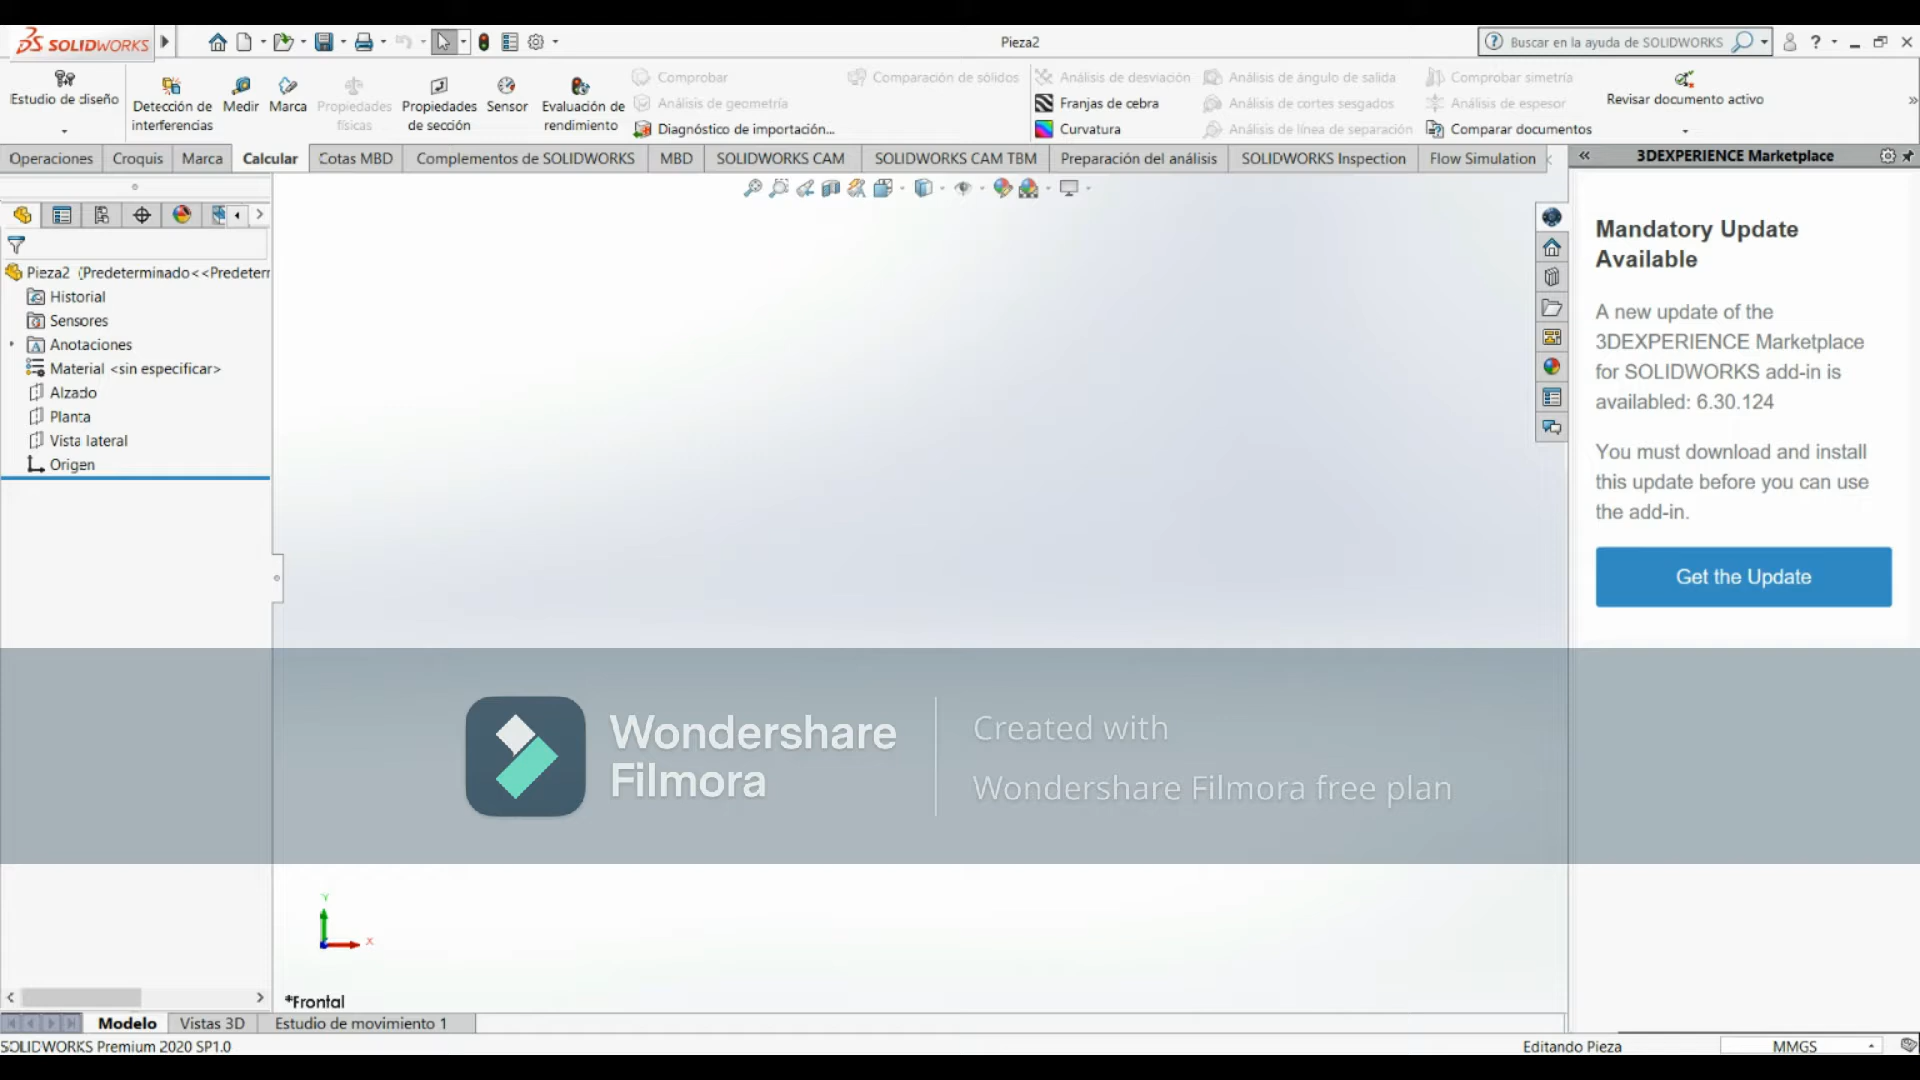 SOLIDWORKS
Pieza2
Buscar en la ayuda de SOLIDWORKS
?
Estudio de diseño
Detección de
interferencias
Medir
Marca
Propiedades
físicas
Propiedades
de sección
Sensor
Evaluación de
rendimiento
Comprobar
Análisis de geometría
Diagnóstico de importación...
Comparación de sólidos
Análisis de desviación
Franjas de cebra
Curvatura
Análisis de ángulo de salida
Análisis de cortes sesgados
Análisis de línea de separación
Comprobar simetría
Análisis de espesor
Comparar documentos
Revisar documento activo
Operaciones
Croquis
Marca
Calcular
Cotas MBD
Complementos de SOLIDWORKS
MBD
SOLIDWORKS CAM
SOLIDWORKS CAM TBM
Preparación del análisis
SOLIDWORKS Inspection
Flow Simulation
3DEXPERIENCE Marketplace
Pieza2 (Predeterminado<<Predeterr
Historial
Sensores
Anotaciones
Material <sin especificar>
Alzado
Planta
Vista lateral
Origen
Mandatory Update
Available
A new update of the
3DEXPERIENCE Marketplace
for SOLIDWORKS add-in is
availabled: 6.30.124
You must download and install
this update before you can use
the add-in.
Get the Update
Wondershare
Filmora
Created with
Wondershare Filmora free plan
Y
X
*Frontal
Modelo
Vistas 3D
Estudio de movimiento 1
SOLIDWORKS Premium 2020 SP1.0
Editando Pieza
MMGS